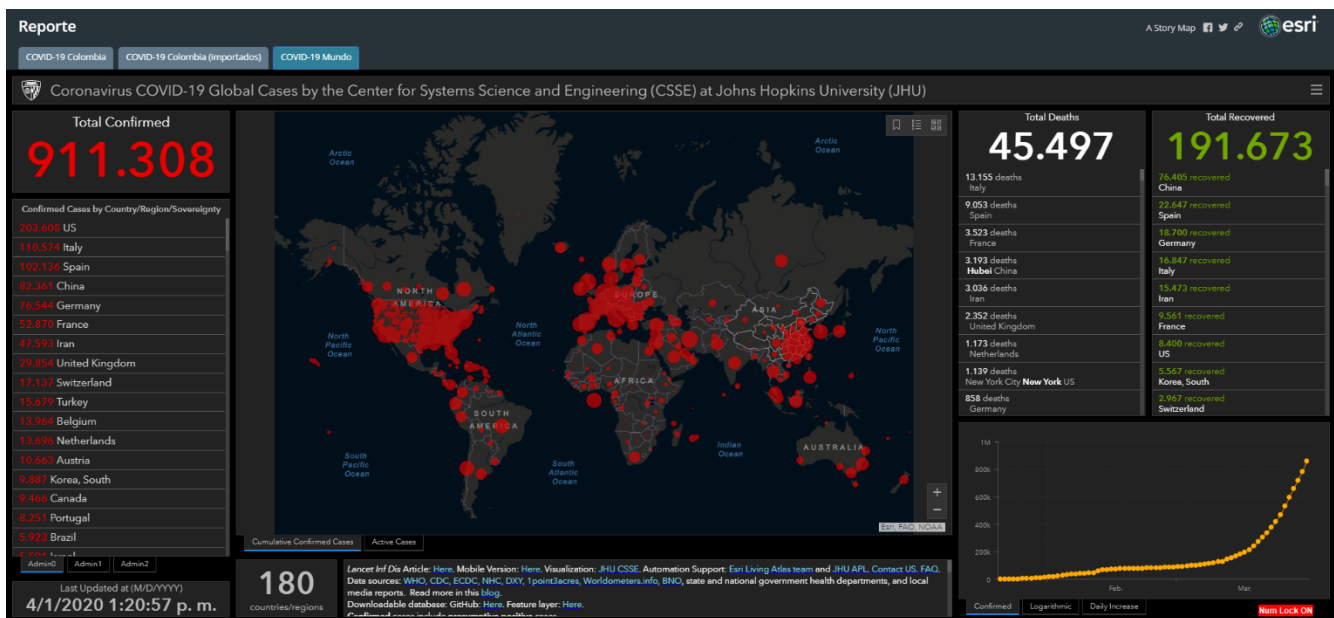 Reporte
A Story Map
esri
COVID-19 Colombia
COVID-19 Colombia (importados)
COVID-19 Mundo
Coronavirus COVID-19 Global Cases by the Center for Systems Science and Engineering (CSSE) at Johns Hopkins University (JHU)
Total Confirmed
911.308
Confirmed Cases by Country/Region/Sovereignty
203.608 US
110.574 Italy
102.136 Spain
82.361 China
76.544 Germany
52.870 France
47.593 Iran
29.854 United Kingdom
17.137 Switzerland
15.679 Turkey
13.964 Belgium
13.696 Netherlands
10.663 Austria
9.887 Korea, South
9.466 Canada
8.251 Portugal
5.923 Brazil
Admin0
Admin1
Admin2
Last Updated at (M/D/YYYY)
4/1/2020 1:20:57 p. m.
Arctic
Ocean
Arctic
Ocean
NORTH
AMERICA
EUROPE
ASIA
North
Pacific
Ocean
North
Atlantic
Ocean
North
Pacific
Ocean
AFRICA
SOUTH
AMERICA
Indian
Ocean
AUSTRALIA
South
Pacific
Ocean
South
Atlantic
Ocean
+
−
Esri, FAO, NOAA
Cumulative Confirmed Cases
Active Cases
180
countries/regions
Lancet Inf Dis Article: Here. Mobile Version: Here. Visualization: JHU CSSE. Automation Support: Esri Living Atlas team and JHU APL. Contact US. FAQ.
Data sources: WHO, CDC, ECDC, NHC, DXY, 1point3acres, Worldometers.info, BNO, state and national government health departments, and local
media reports. Read more in this blog.
Downloadable database: GitHub: Here. Feature layer: Here.
Confirmed cases include presumptive positive cases
Total Deaths
45.497
13.155 deaths
Italy
9.053 deaths
Spain
3.523 deaths
France
3.193 deaths
Hubei China
3.036 deaths
Iran
2.352 deaths
United Kingdom
1.173 deaths
Netherlands
1.139 deaths
New York City New York US
858 deaths
Germany
Total Recovered
191.673
76.405 recovered
China
22.647 recovered
Spain
18.700 recovered
Germany
16.847 recovered
Italy
15.473 recovered
Iran
9.561 recovered
France
8.400 recovered
US
5.567 recovered
Korea, South
2.967 recovered
Switzerland
1M
800k
600k
400k
200k
0
Feb.
Mar.
Confirmed
Logarithmic
Daily Increase
Num Lock ON